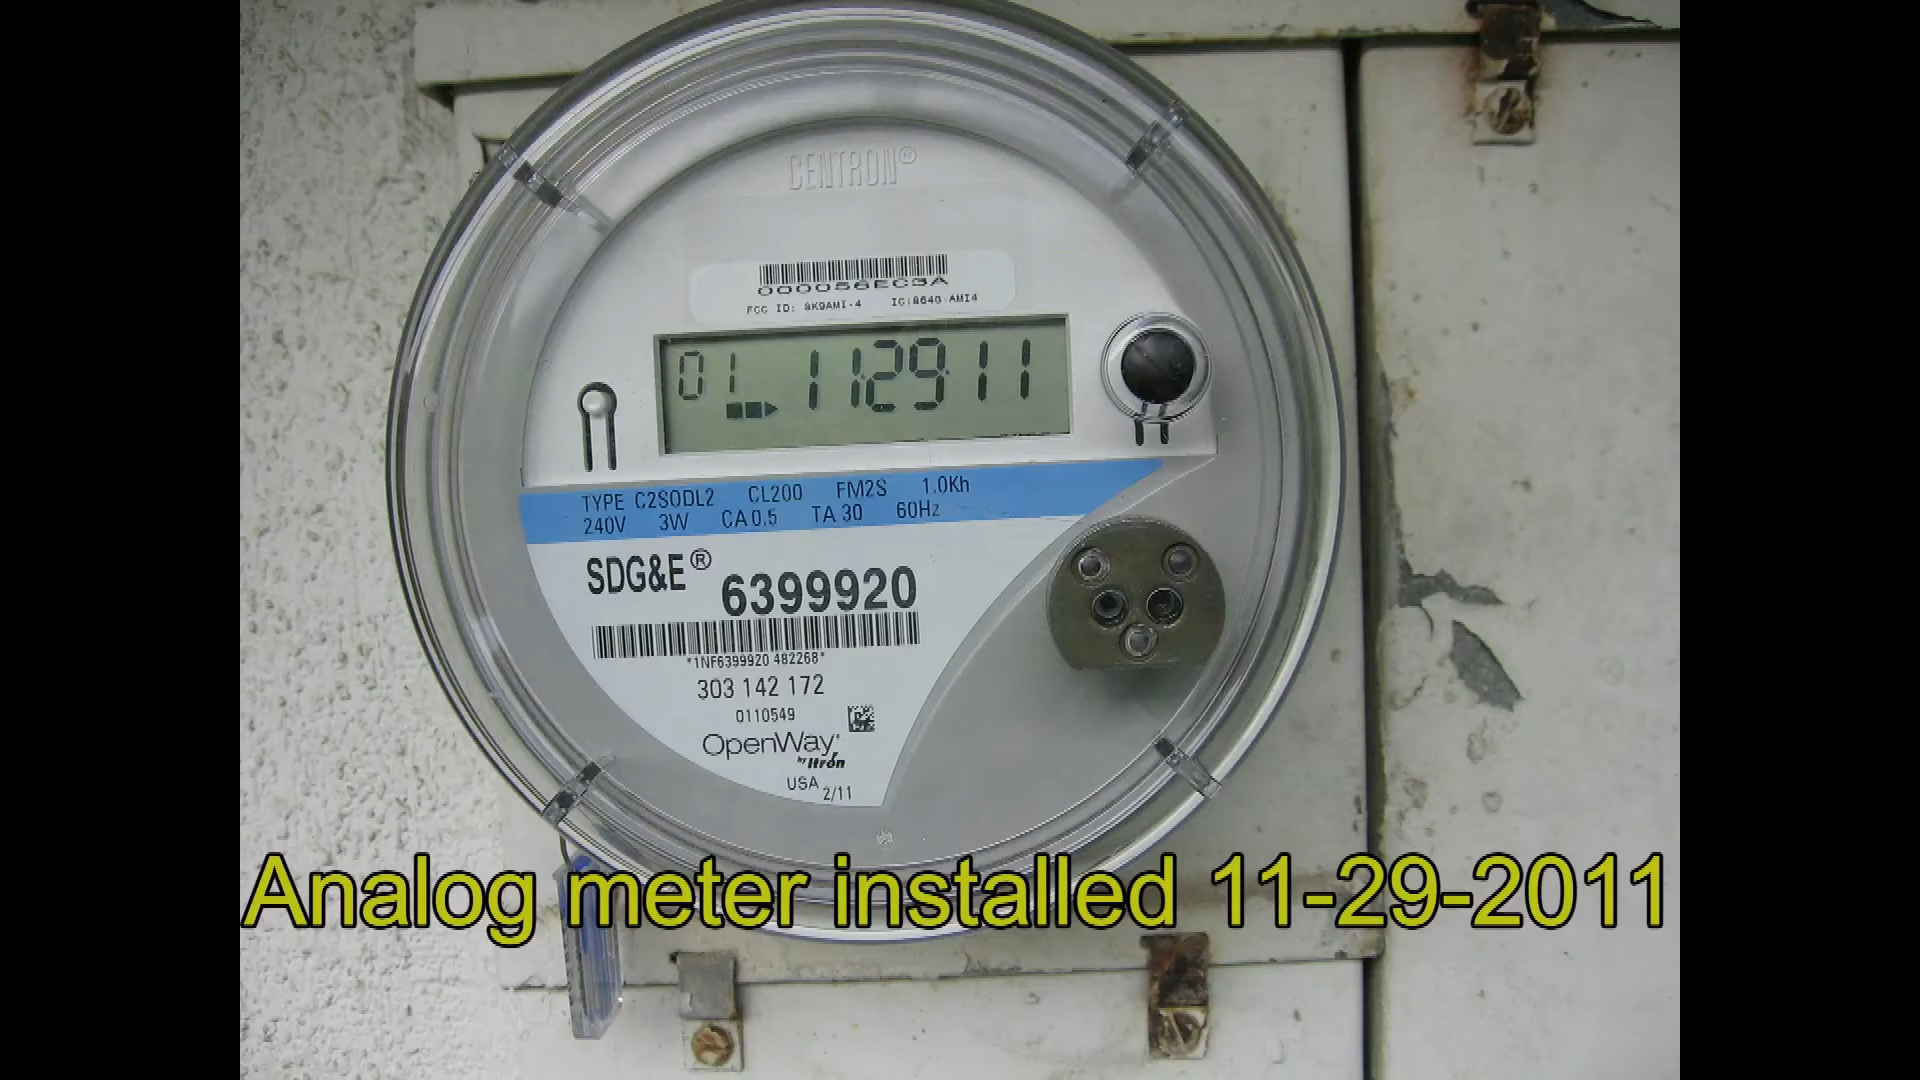 CENTRON®
000056EC3A
FCC ID: SK9AMI-4 IC:864G-AMI4
01 112911
TYPE C2SODL2 CL200 FM2S 1.0Kh
240V 3W CA 0.5 TA 30 60Hz
SDG&E® 6399920
*1NF6399920 482268*
303 142 172
0110549
OpenWay®
by Itron
USA 2/11
Analog meter installed 11-29-2011